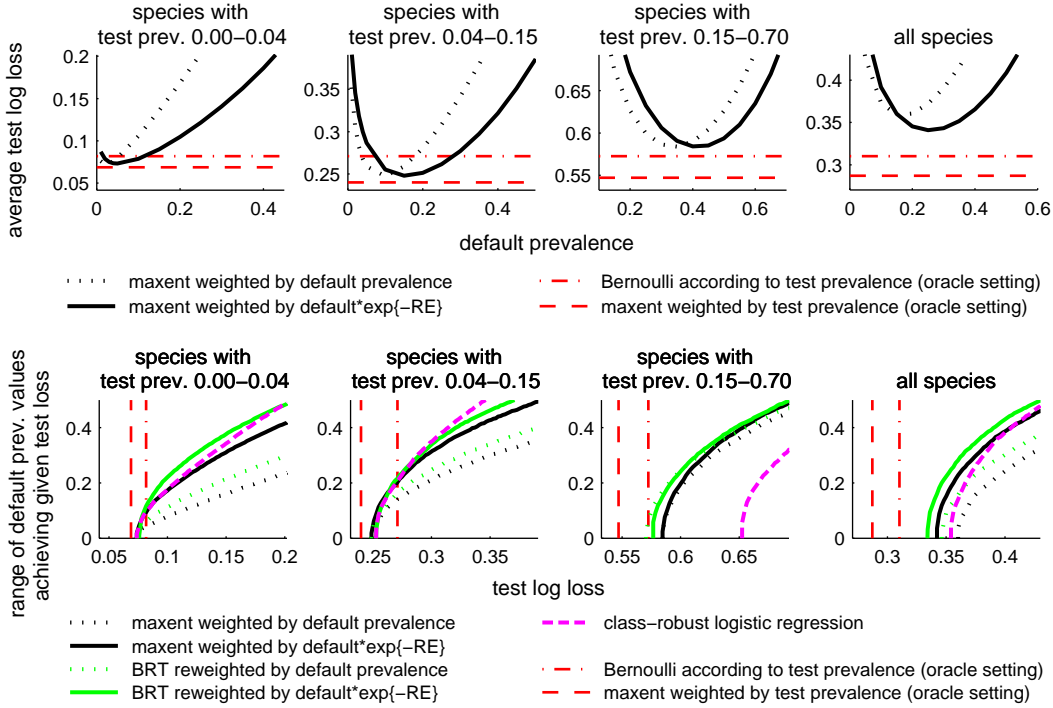 species with
test prev. 0.00−0.04
species with
test prev. 0.04−0.15
species with
test prev. 0.15−0.70
all species
average test log loss
0.2
0.15
0.1
0.05
0 0.2 0.4
0.35
0.3
0.25
0 0.2 0.4
0.65
0.6
0.55
0.2 0.4 0.6
0.4
0.35
0.3
0 0.2 0.4 0.6
default prevalence
maxent weighted by default prevalence
maxent weighted by default*exp{−RE}
Bernoulli according to test prevalence (oracle setting)
maxent weighted by test prevalence (oracle setting)
species with
test prev. 0.00−0.04
species with
test prev. 0.04−0.15
species with
test prev. 0.15−0.70
all species
range of default prev. values
achieving given test loss
0.4
0.2
0
0.05 0.1 0.15 0.2
0.4
0.2
0
0.25 0.3 0.35
0.4
0.2
0
0.55 0.6 0.65
0.4
0.2
0
0.3 0.35 0.4
test log loss
maxent weighted by default prevalence
maxent weighted by default*exp{−RE}
BRT reweighted by default prevalence
BRT reweighted by default*exp{−RE}
class−robust logistic regression
Bernoulli according to test prevalence (oracle setting)
maxent weighted by test prevalence (oracle setting)